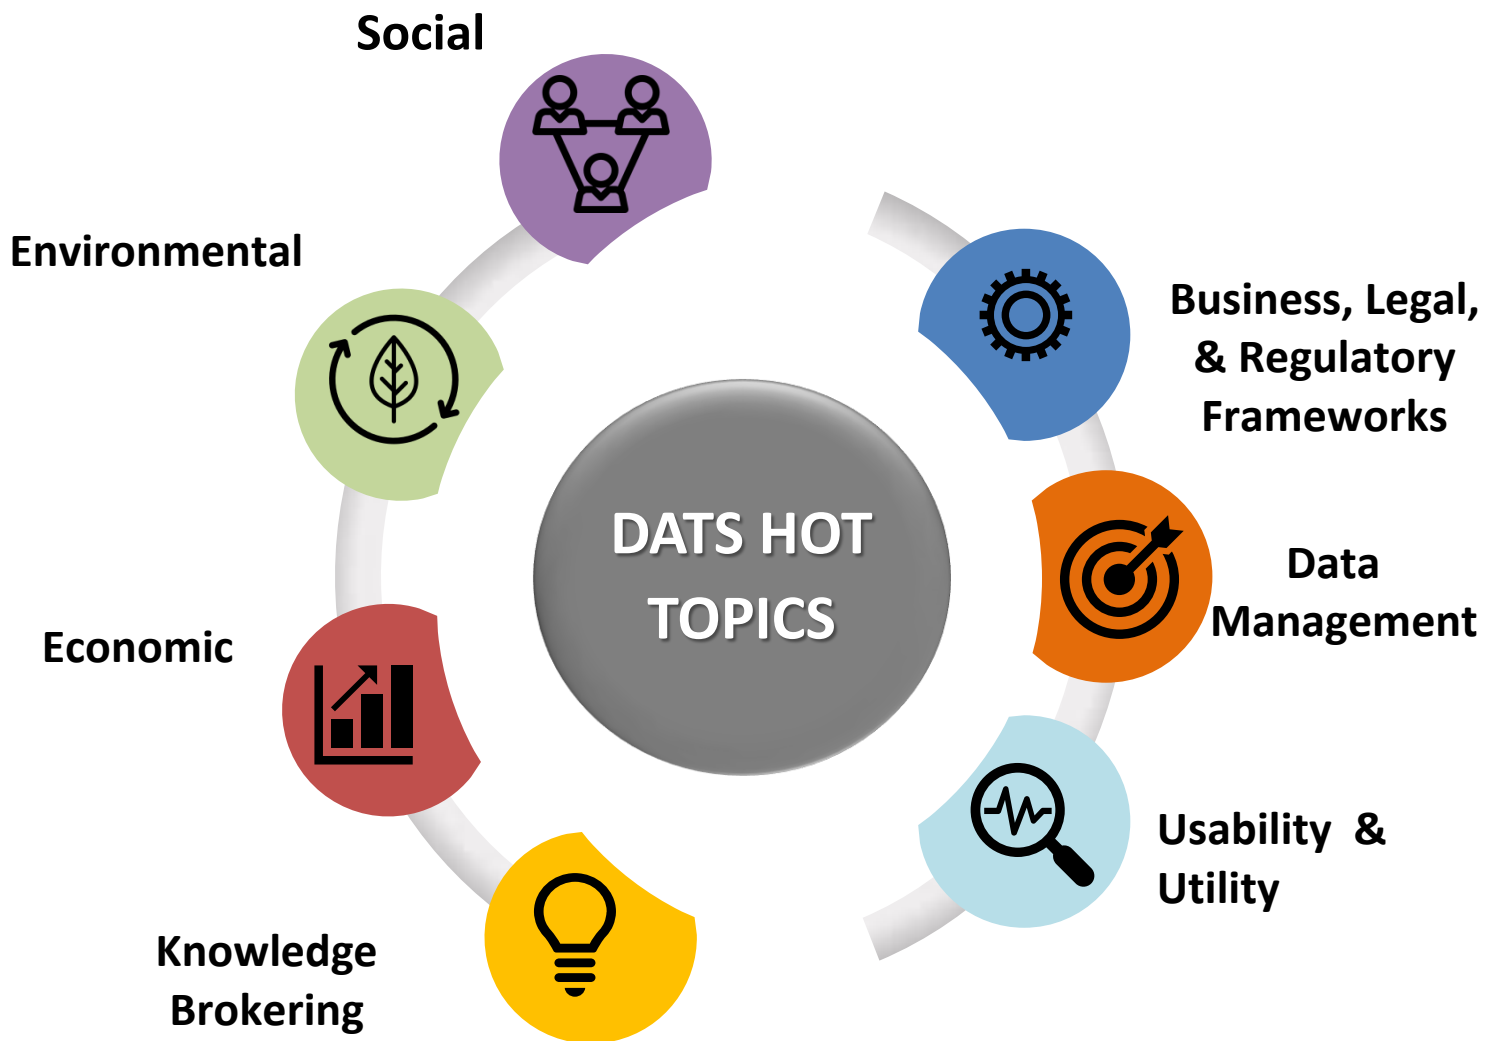 Social
Environmental
Economic
Knowledge
Brokering
DATS HOT
TOPICS
Business, Legal,
& Regulatory
Frameworks
Data
Management
Usability &
Utility